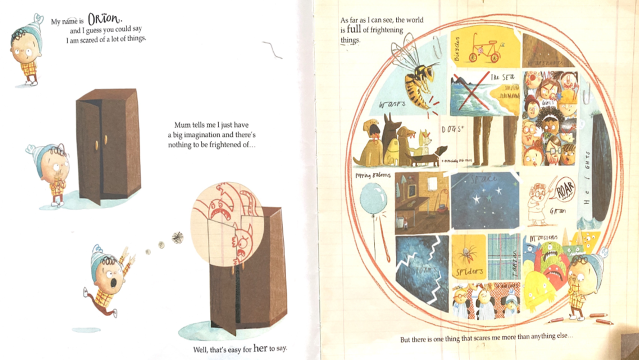 My name is ORION,
and I guess you could say
I am scared of a lot of things.
Mum tells me I just have
a big imagination and there's
nothing to be frightened of...
Well, that's easy for her to say.
As far as I can see, the world
is full of frightening
things.
WASPS
The SEA
DOGS*
Heights
ROAR
GRAN
SPIDERS
MONSTERS
But there is one thing that scares me more than anything else...